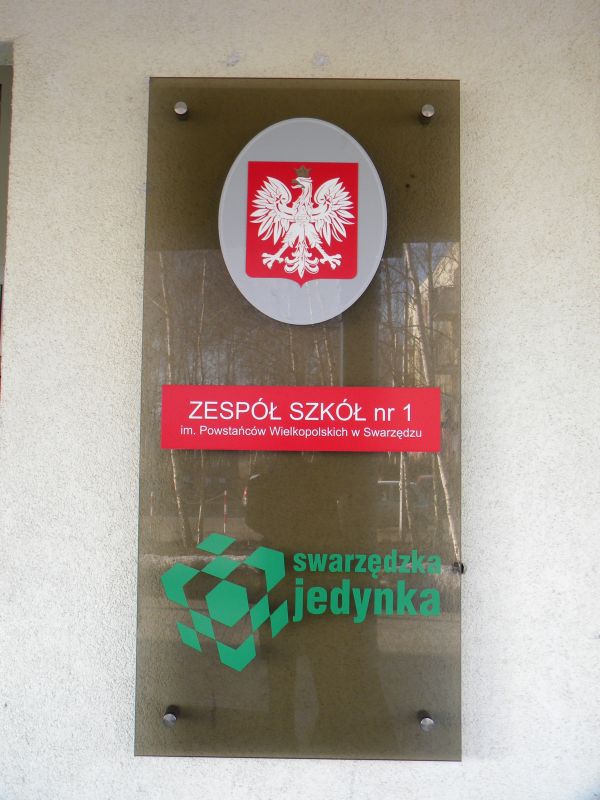 ZESPÓŁ SZKÓŁ nr 1
im. Powstańców Wielkopolskich w Swarzędzu
swarzędzka
jedynka